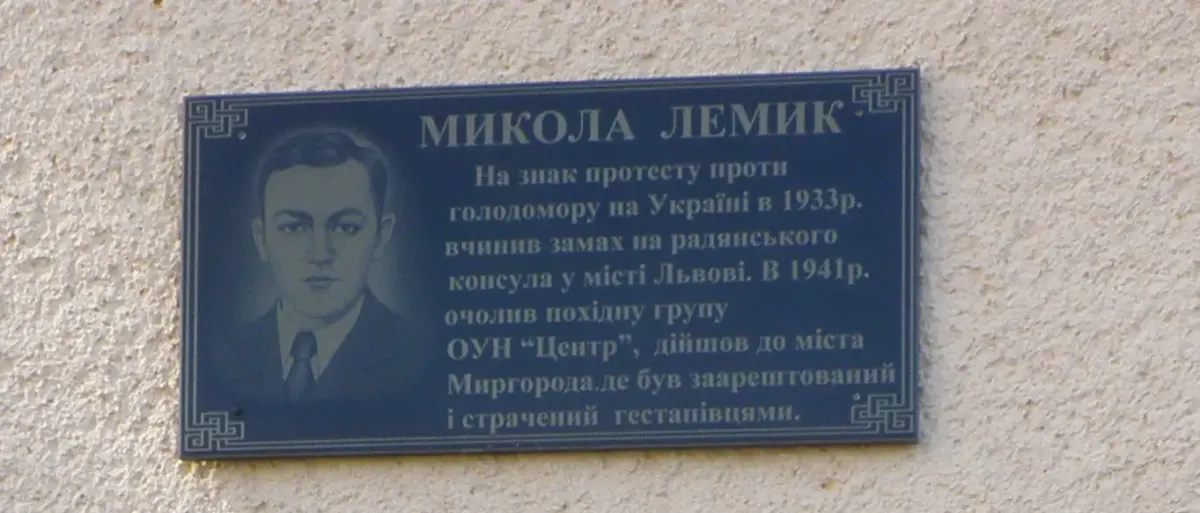 МИКОЛА ЛЕМИК
На знак протесту проти
голодомору на Україні в 1933р.
вчинив замах на радянського
консула у місті Львові. В 1941р.
очолив похідну групу
ОУН “Центр”, дійшов до міста
Миргорода.де був заарештований
і страчений гестапівцями.